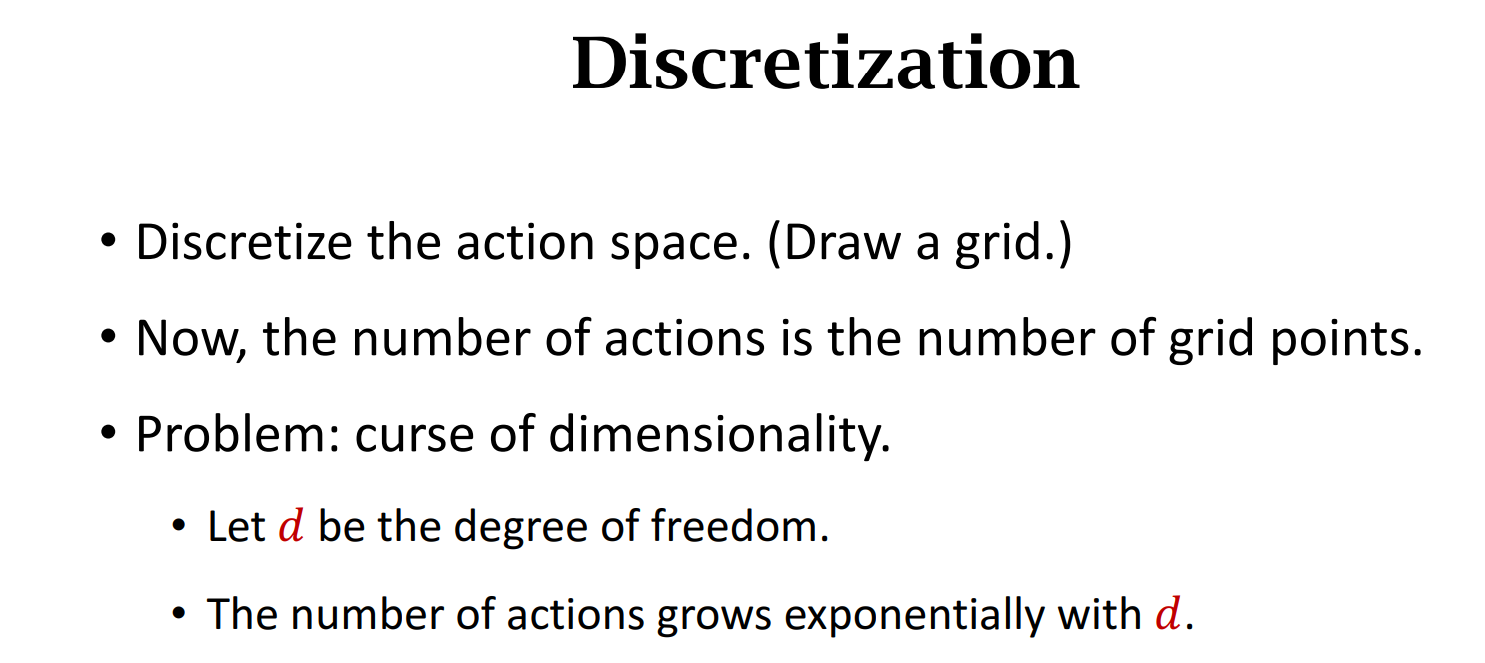 Discretization
• Discretize the action space. (Draw a grid.)
• Now, the number of actions is the number of grid points.
• Problem: curse of dimensionality.
• Let d be the degree of freedom.
• The number of actions grows exponentially with d.